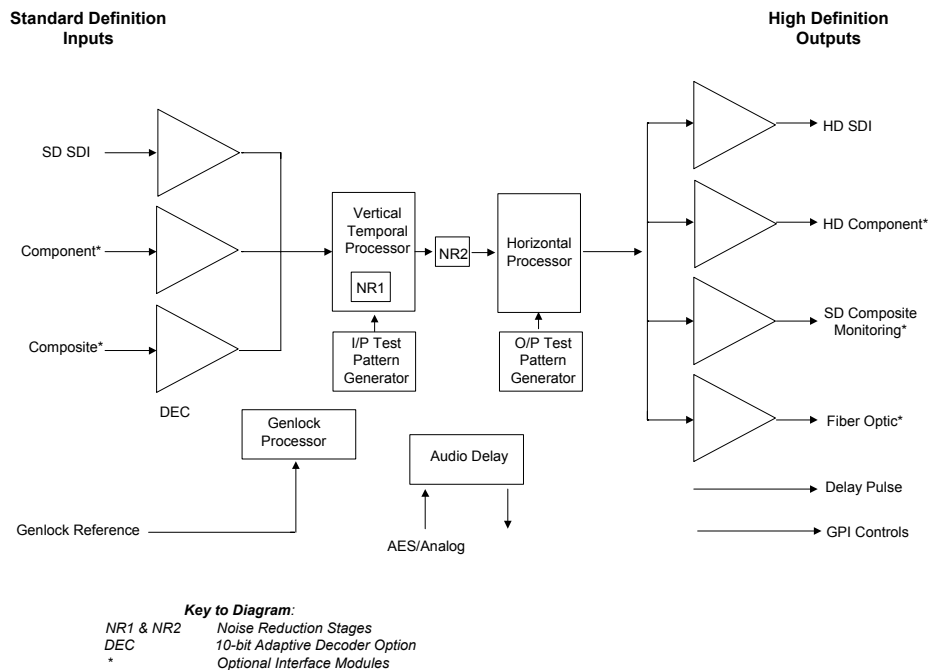 Standard Definition
Inputs
High Definition
Outputs
SD SDI
HD SDI
Vertical
Temporal
Processor
NR1
NR2
Horizontal
Processor
Component*
HD Component*
Composite*
SD Composite
Monitoring*
I/P Test
Pattern
Generator
O/P Test
Pattern
Generator
DEC
Genlock
Processor
Audio Delay
Fiber Optic*
Delay Pulse
Genlock Reference
GPI Controls
AES/Analog
Key to Diagram:
NR1 & NR2 Noise Reduction Stages
DEC 10-bit Adaptive Decoder Option
* Optional Interface Modules